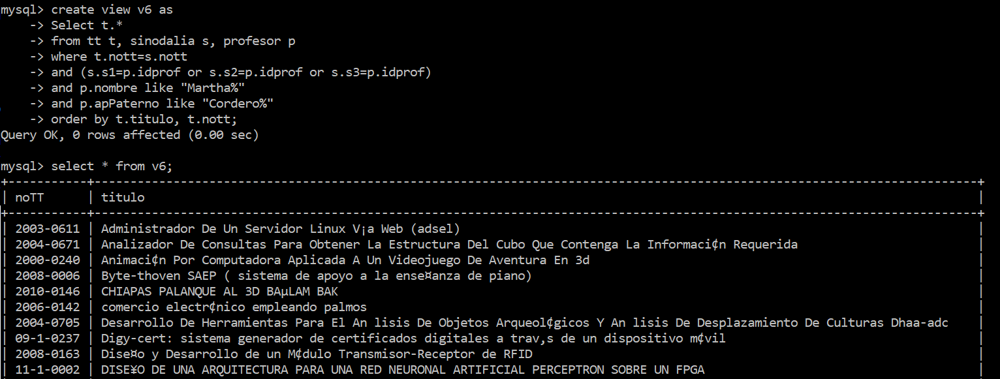 mysql> create view v6 as
    -> Select t.*
    -> from tt t, sinodalia s, profesor p
    -> where t.nott=s.nott
    -> and (s.s1=p.idprof or s.s2=p.idprof or s.s3=p.idprof)
    -> and p.nombre like "Martha%"
    -> and p.apPaterno like "Cordero%"
    -> order by t.titulo, t.nott;
Query OK, 0 rows affected (0.00 sec)
mysql> select * from v6;
| noTT | titulo |
| 2003-0611 | Administrador De Un Servidor Linux V¡a Web (adsel) |
| 2004-0671 | Analizador De Consultas Para Obtener La Estructura Del Cubo Que Contenga La Informaci¢n Requerida |
| 2000-0240 | Animaci¢n Por Computadora Aplicada A Un Videojuego De Aventura En 3d |
| 2008-0006 | Byte-thoven SAEP ( sistema de apoyo a la ense¤anza de piano) |
| 2010-0146 | CHIAPAS PALANQUE AL 3D BAµLAM BAK |
| 2006-0142 | comercio electr¢nico empleando palmos |
| 2004-0705 | Desarrollo De Herramientas Para El An lisis De Objetos Arqueol¢gicos Y An lisis De Desplazamiento De Culturas Dhaa-adc |
| 09-1-0237 | Digy-cert: sistema generador de certificados digitales a trav‚s de un dispositivo m¢vil |
| 2008-0163 | Dise¤o y Desarrollo de un M¢dulo Transmisor-Receptor de RFID |
| 11-1-0002 | DISE¥O DE UNA ARQUITECTURA PARA UNA RED NEURONAL ARTIFICIAL PERCEPTRON SOBRE UN FPGA |